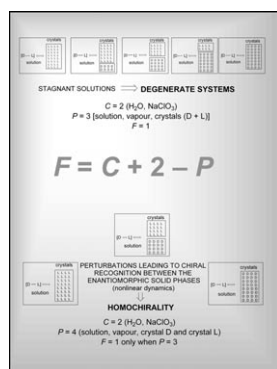 crystals crystals crystals crystals crystals
solution solution solution solution solution
STAGNANT SOLUTIONS ⟹ DEGENERATE SYSTEMS
C = 2 (H₂O, NaClO₃)
P = 3 [solution, vapour, crystals (D + L)]
F = 1
F = C + 2 – P
crystals
solution
crystals
solution
PERTURBATIONS LEADING TO CHIRAL
RECOGNITION BETWEEN THE
ENANTIOMORPHIC SOLID PHASES
(nonlinear dynamics)
crystals
solution
HOMOCHIRALITY
C = 2 (H₂O, NaClO₃)
P = 4 (solution, vapour, crystal D and crystal L)
F = 1 only when P = 3